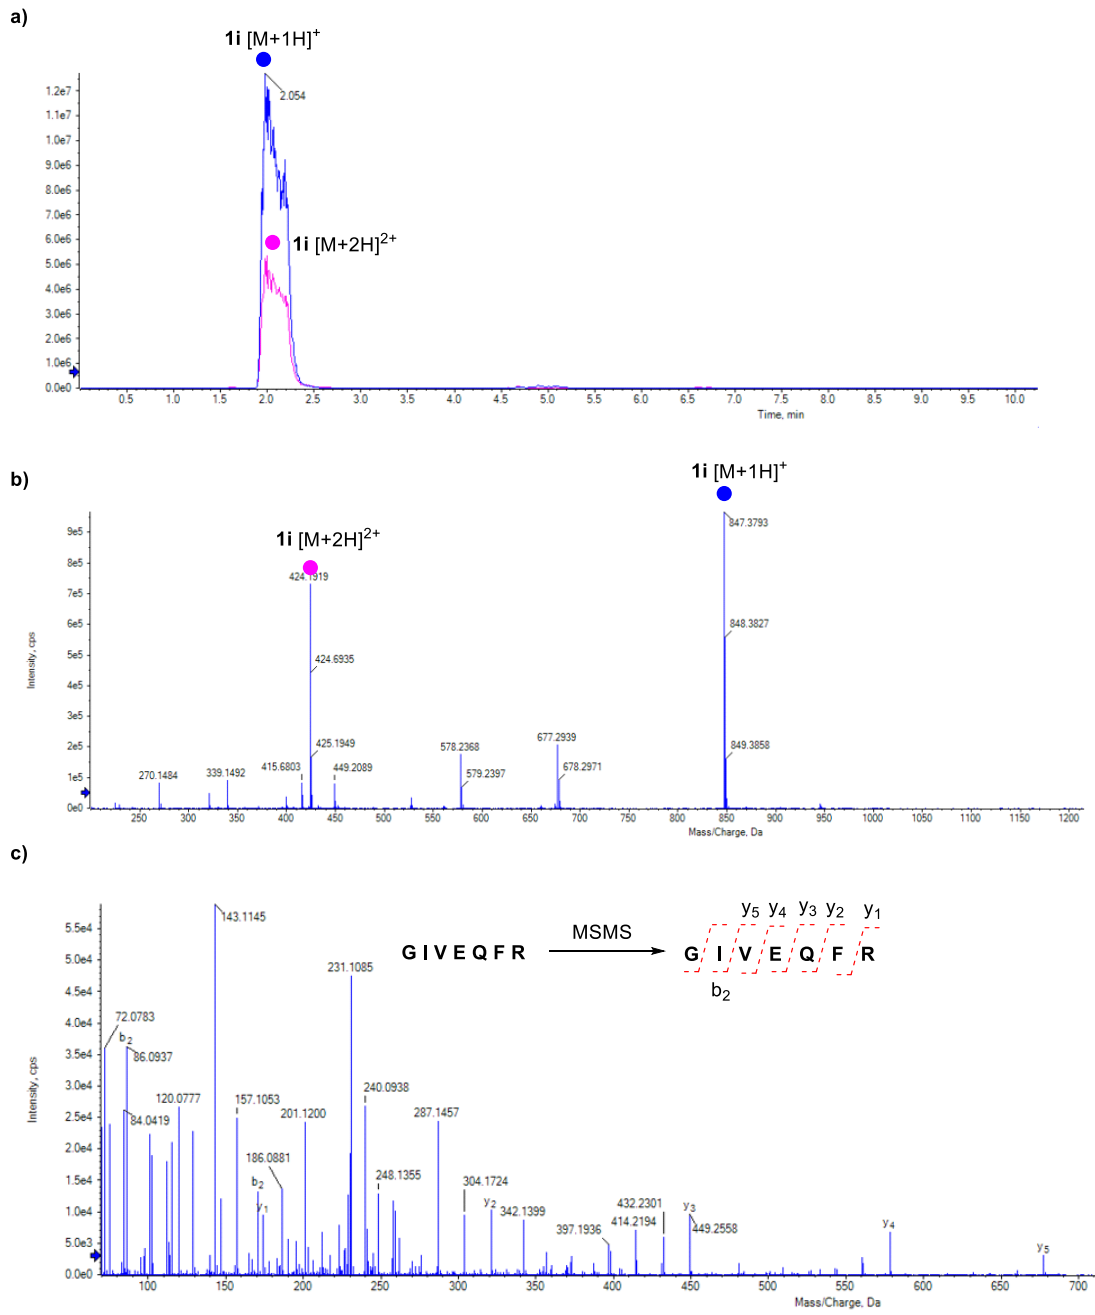 a)
1i [M+1H]+
2.054
1.2e7
1.1e7
1.0e7
9.0e6
8.0e6
7.0e6
6.0e6
5.0e6
4.0e6
3.0e6
2.0e6
1.0e6
0.0e0
1i [M+2H]2+
0.5 1.0 1.5 2.0 2.5 3.0 3.5 4.0 4.5 5.0 5.5 6.0 6.5 7.0 7.5 8.0 8.5 9.0 9.5 10.0
Time, min
b)
1i [M+1H]+
1i [M+2H]2+
Intensity, cps
9e5
8e5
7e5
6e5
5e5
4e5
3e5
2e5
1e5
0e0
847.3793
424.1919
848.3827
424.6935
425.1949
849.3858
578.2368
677.2939
415.6803
449.2089
270.1484
339.1492
579.2397
678.2971
250 300 350 400 450 500 550 600 650 700 750 800 850 900 950 1000 1050 1100 1150 1200
Mass/Charge, Da
c)
Intensity, cps
5.5e4
5.0e4
4.5e4
4.0e4
3.5e4
3.0e4
2.5e4
2.0e4
1.5e4
1.0e4
5.0e3
0.0e0
G I V E Q F R
MSMS
y5 y4 y3 y2 y1
G I V E Q F R
b2
143.1145
231.1085
72.0783
b2
86.0937
84.0419
120.0777
157.1053
201.1200
240.0938
287.1457
186.0881
b2
y1
248.1355
304.1724
y2
342.1399
397.1936
432.2301
414.2194
y3
449.2558
y4
y5
100 150 200 250 300 350 400 450 500 550 600 650 700
Mass/Charge, Da